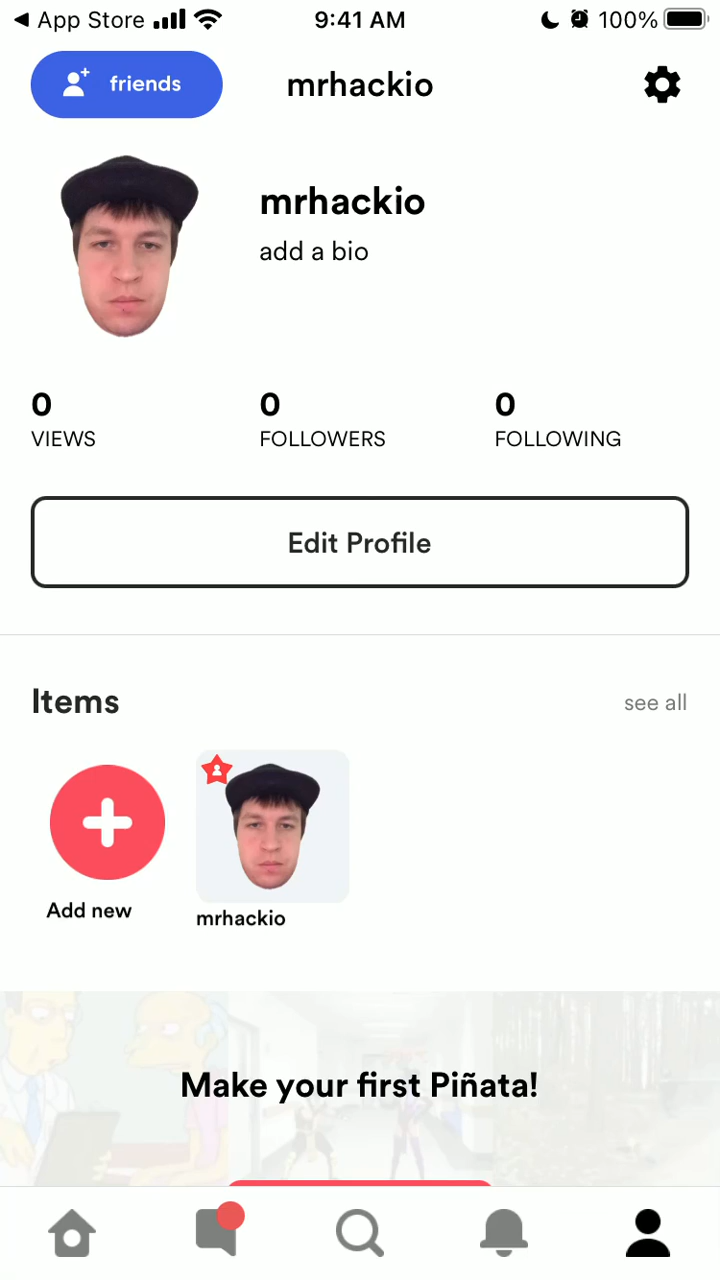 App Store 9:41 AM 100%
friends mrhackio
mrhackio
add a bio
0 0 0
VIEWS FOLLOWERS FOLLOWING
Edit Profile
Items see all
Add new
mrhackio
Make your first Piñata!